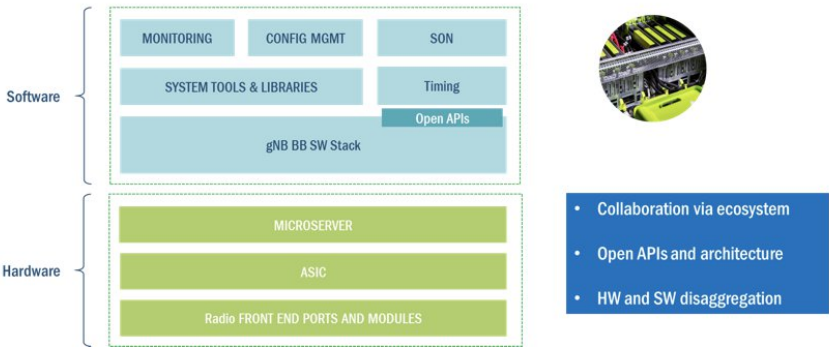 MONITORING
CONFIG MGMT
SON
Software
SYSTEM TOOLS & LIBRARIES
Timing
Open APIs
gNB BB SW Stack
Hardware
MICROSERVER
ASIC
Radio FRONT END PORTS AND MODULES
• Collaboration via ecosystem
• Open APIs and architecture
• HW and SW disaggregation